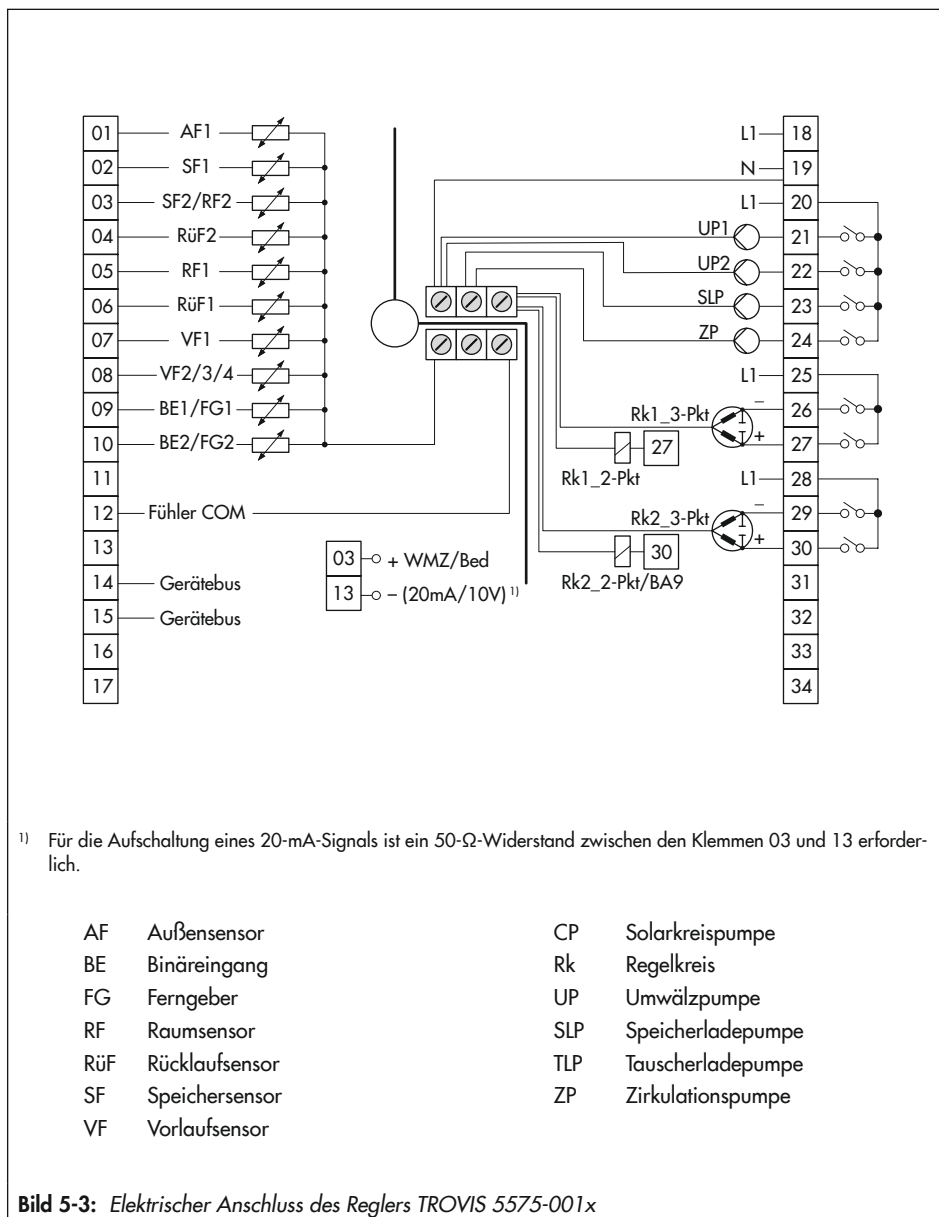 01 AF1
02 SF1
03 SF2/RF2
04 RüF2
05 RF1
06 RüF1
07 VF1
08 VF2/3/4
09 BE1/FG1
10 BE2/FG2
11
12 Fühler COM
13
14 Gerätebus
15 Gerätebus
16
17
03 + WMZ/Bed
13 – (20mA/10V) 1)
L1 18
N 19
L1 20
UP1 21
UP2 22
SLP 23
ZP 24
L1 25
Rk1_3-Pkt – 26
+ 27
27
Rk1_2-Pkt
L1 28
Rk2_3-Pkt – 29
+ 30
30
Rk2_2-Pkt/BA9
31
32
33
34
1) Für die Aufschaltung eines 20-mA-Signals ist ein 50-Ω-Widerstand zwischen den Klemmen 03 und 13 erforder-
lich.
AF Außensensor
BE Binäreingang
FG Ferngeber
RF Raumsensor
RüF Rücklaufsensor
SF Speichersensor
VF Vorlaufsensor
CP Solarkreispumpe
Rk Regelkreis
UP Umwälzpumpe
SLP Speicherladepumpe
TLP Tauscherladepumpe
ZP Zirkulationspumpe
Bild 5-3: Elektrischer Anschluss des Reglers TROVIS 5575-001x